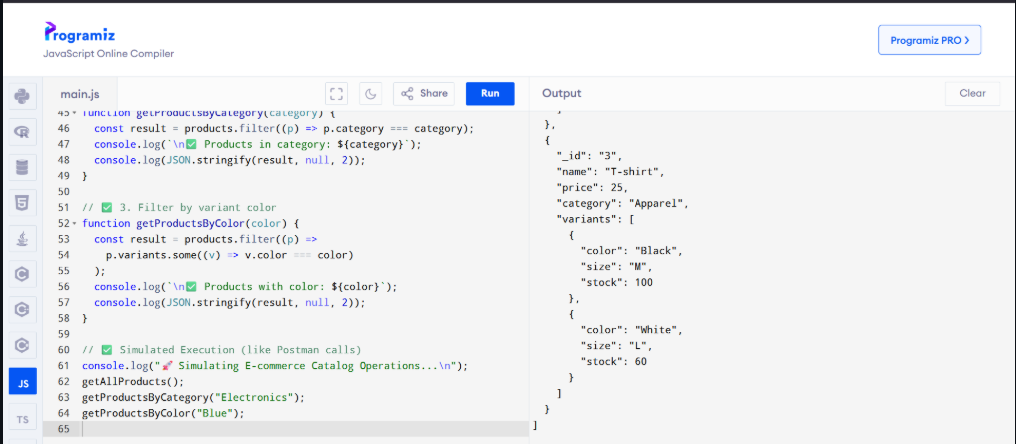 Programiz
JavaScript Online Compiler
Programiz PRO >
main.js
Share
Run
Output
Clear
45 function getProductsByCategory(category) {
46 const result = products.filter((p) => p.category === category);
47 console.log(`\n✅ Products in category: ${category}`);
48 console.log(JSON.stringify(result, null, 2));
49 }
50
51 // ✅ 3. Filter by variant color
52 function getProductsByColor(color) {
53 const result = products.filter((p) =>
54 p.variants.some((v) => v.color === color)
55 );
56 console.log(`\n✅ Products with color: ${color}`);
57 console.log(JSON.stringify(result, null, 2));
58 }
59
60 // ✅ Simulated Execution (like Postman calls)
61 console.log("🚀 Simulating E-commerce Catalog Operations...\n");
62 getAllProducts();
63 getProductsByCategory("Electronics");
64 getProductsByColor("Blue");
65
JS
TS
},
{
"_id": "3",
"name": "T-shirt",
"price": 25,
"category": "Apparel",
"variants": [
{
"color": "Black",
"size": "M",
"stock": 100
},
{
"color": "White",
"size": "L",
"stock": 60
}
]
}
]